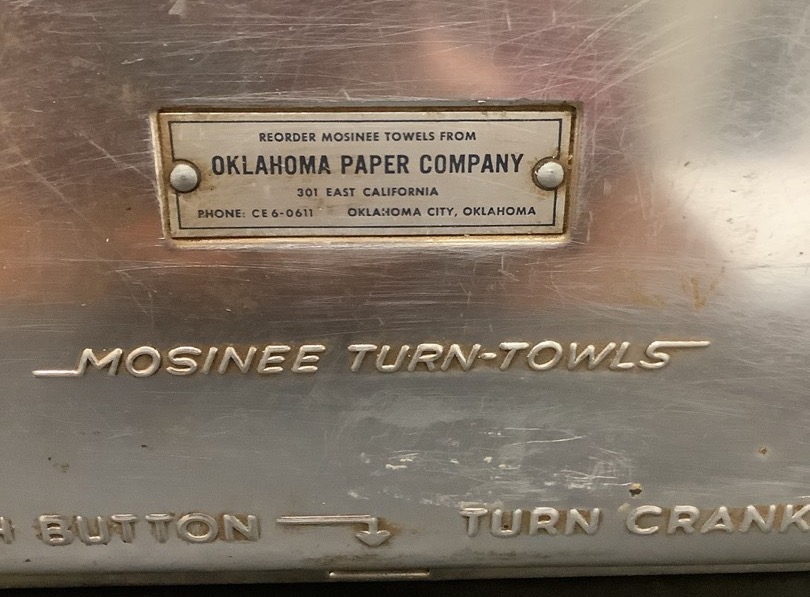 REORDER MOSINEE TOWELS FROM
OKLAHOMA PAPER COMPANY
301 EAST CALIFORNIA
PHONE: CE 6-0611 OKLAHOMA CITY, OKLAHOMA
MOSINEE TURN-TOWLS
H BUTTON TURN CRANK